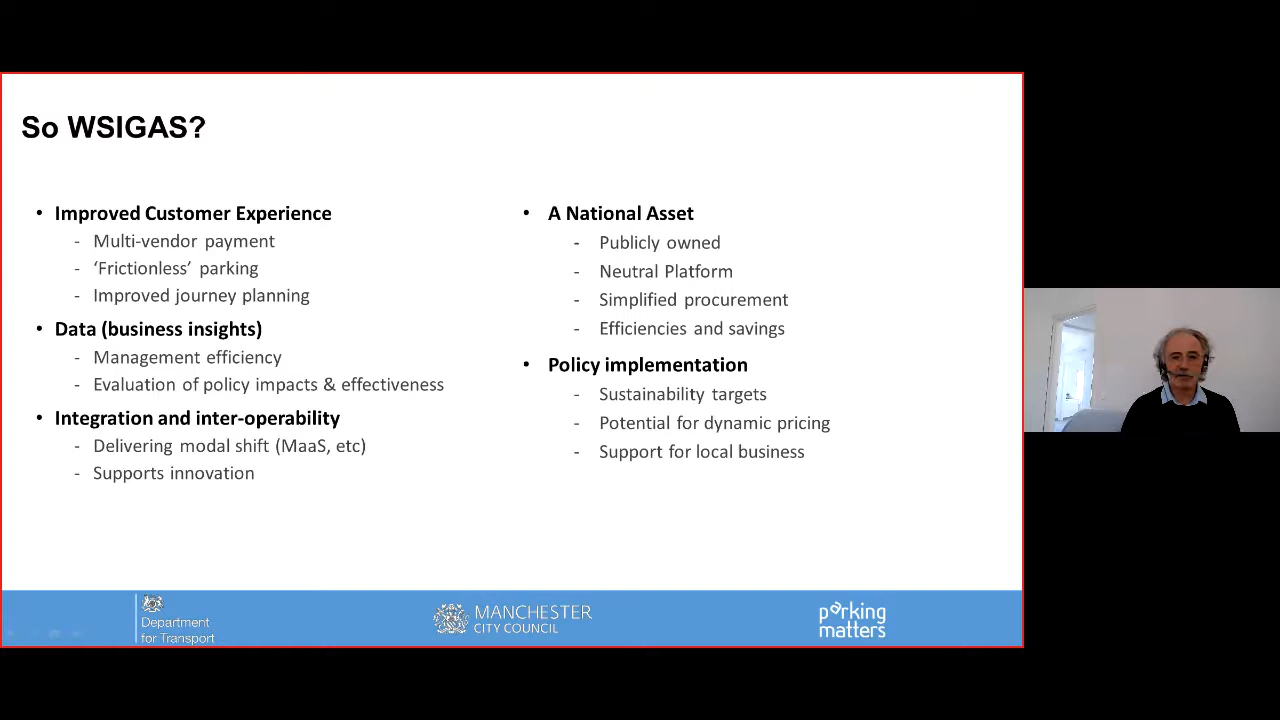 So WSIGAS?
• Improved Customer Experience
- Multi-vendor payment
- ‘Frictionless’ parking
- Improved journey planning
• Data (business insights)
- Management efficiency
- Evaluation of policy impacts & effectiveness
• Integration and inter-operability
- Delivering modal shift (MaaS, etc)
- Supports innovation
• A National Asset
- Publicly owned
- Neutral Platform
- Simplified procurement
- Efficiencies and savings
• Policy implementation
- Sustainability targets
- Potential for dynamic pricing
- Support for local business
Department
for Transport
MANCHESTER
CITY COUNCIL
parking
matters